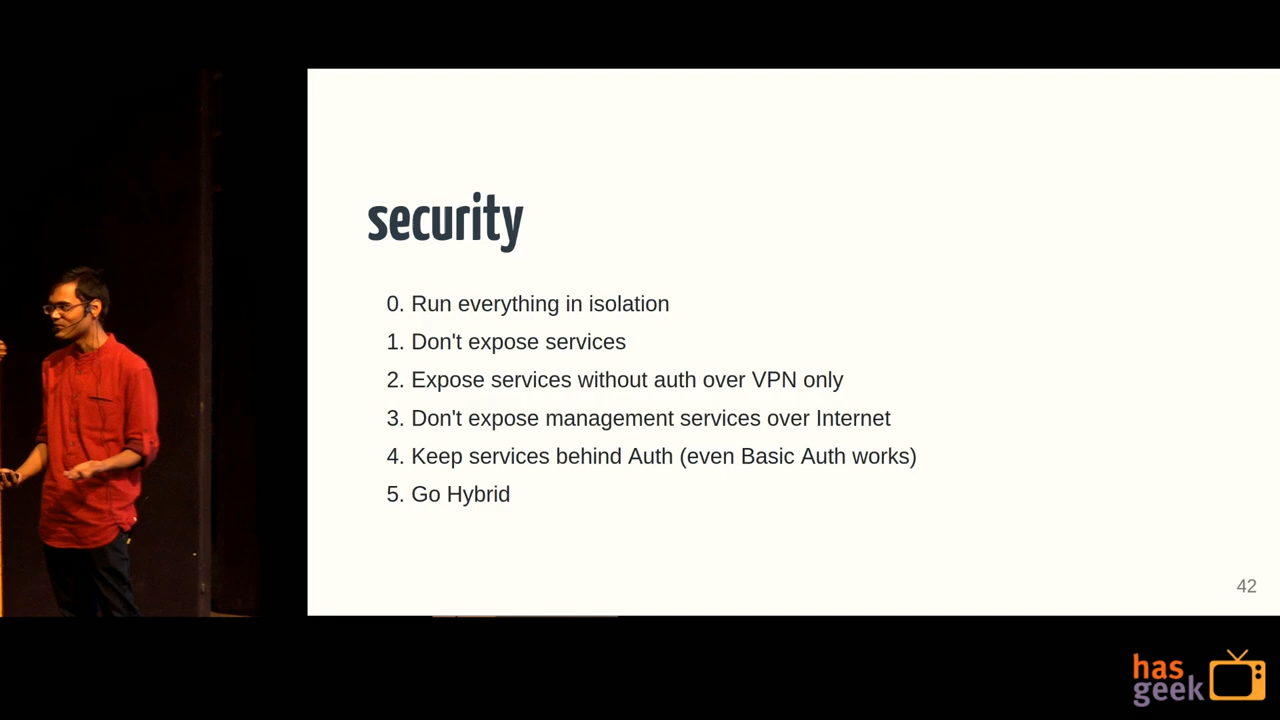 security
0. Run everything in isolation
1. Don't expose services
2. Expose services without auth over VPN only
3. Don't expose management services over Internet
4. Keep services behind Auth (even Basic Auth works)
5. Go Hybrid
42
has
geek